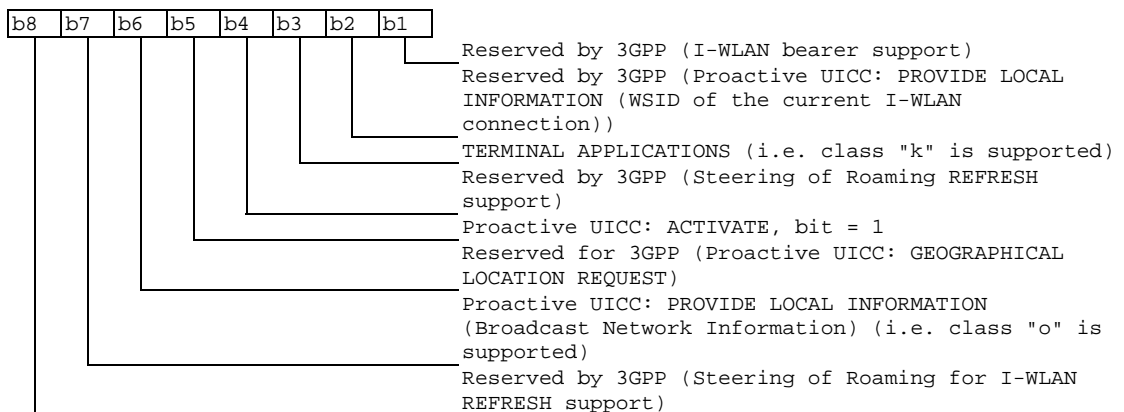 b8 b7 b6 b5 b4 b3 b2 b1
Reserved by 3GPP (I-WLAN bearer support)
Reserved by 3GPP (Proactive UICC: PROVIDE LOCAL
INFORMATION (WSID of the current I-WLAN
connection))
TERMINAL APPLICATIONS (i.e. class "k" is supported)
Reserved by 3GPP (Steering of Roaming REFRESH
support)
Proactive UICC: ACTIVATE, bit = 1
Reserved for 3GPP (Proactive UICC: GEOGRAPHICAL
LOCATION REQUEST)
Proactive UICC: PROVIDE LOCAL INFORMATION
(Broadcast Network Information) (i.e. class "o" is
supported)
Reserved by 3GPP (Steering of Roaming for I-WLAN
REFRESH support)